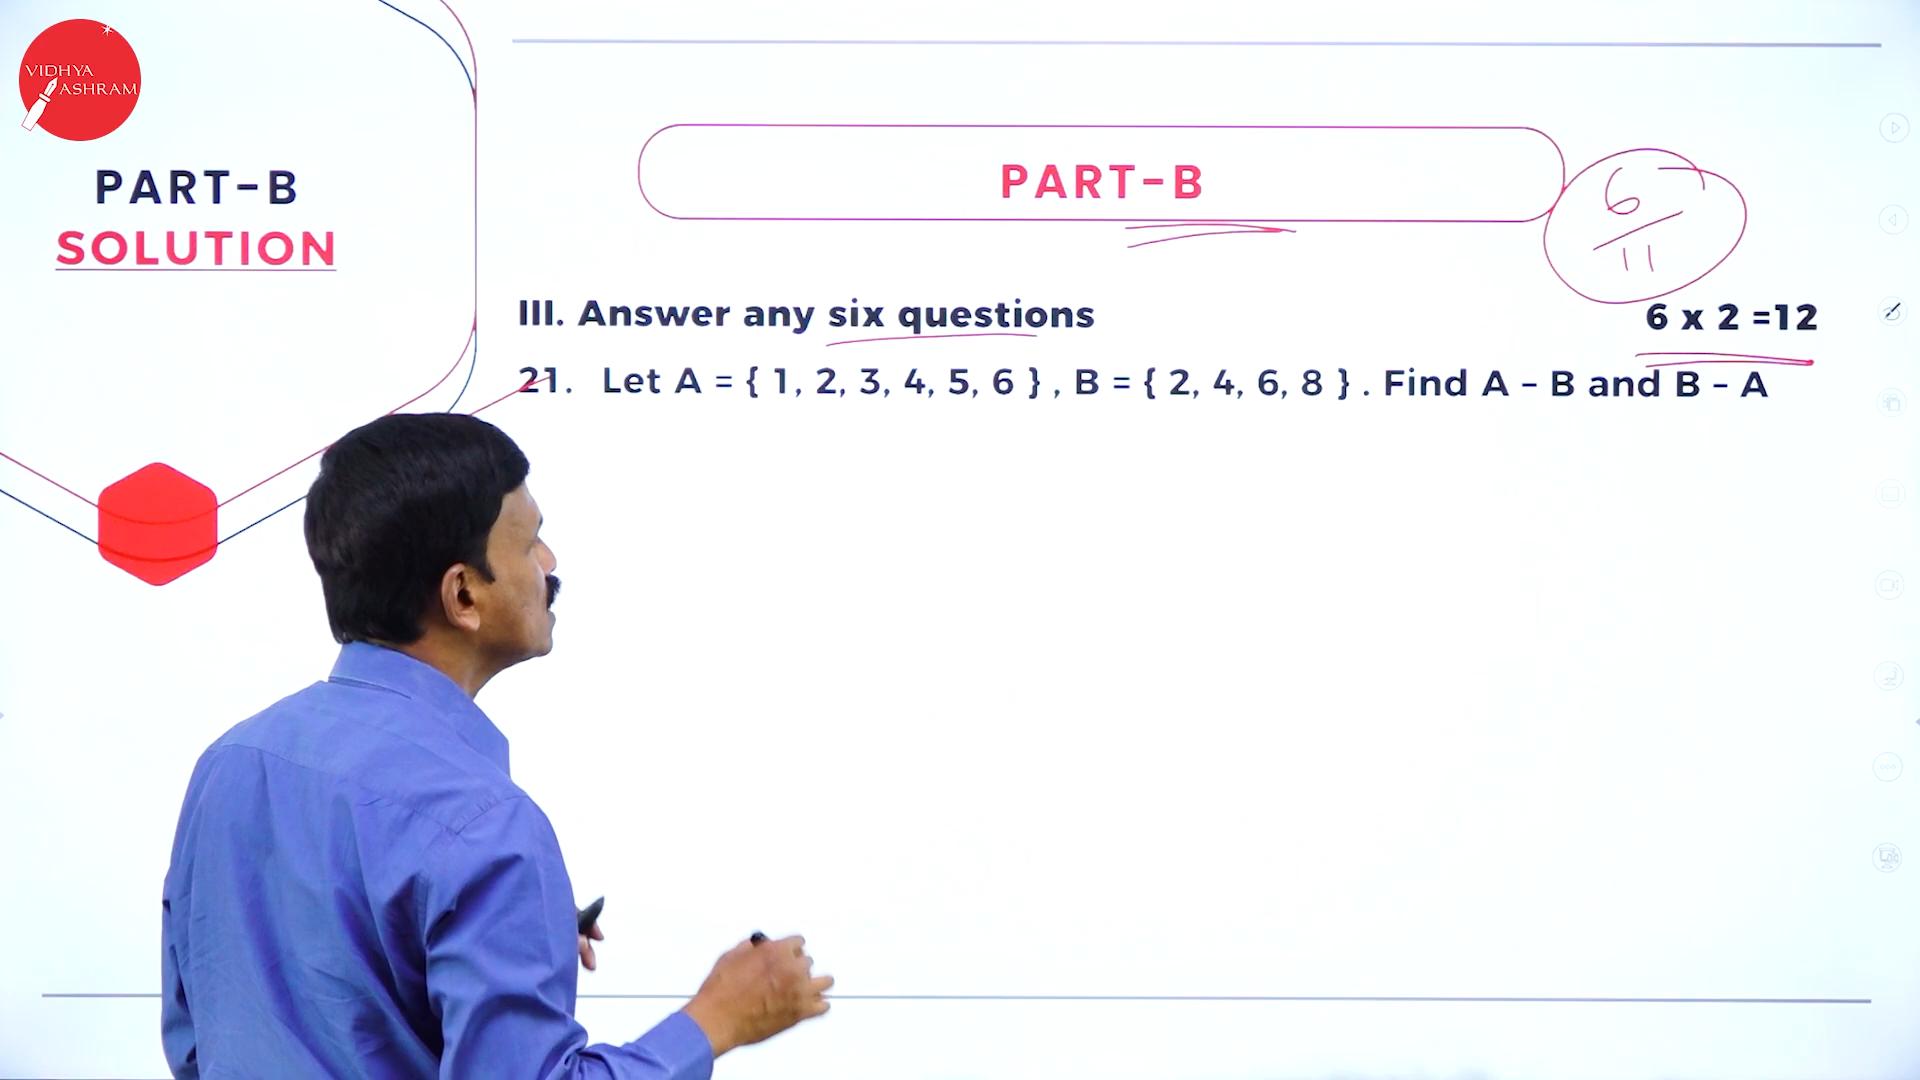 VIDHYA
ASHRAM
PART-B
SOLUTION
PART-B
6
11
III. Answer any six questions
6 x 2 =12
21. Let A = { 1, 2, 3, 4, 5, 6 } , B = { 2, 4, 6, 8 } . Find A – B and B – A